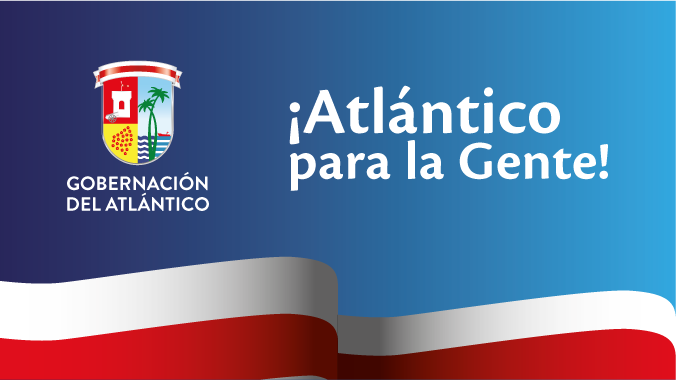 GOBERNACIÓN
DEL ATLÁNTICO
¡Atlántico
para la Gente!